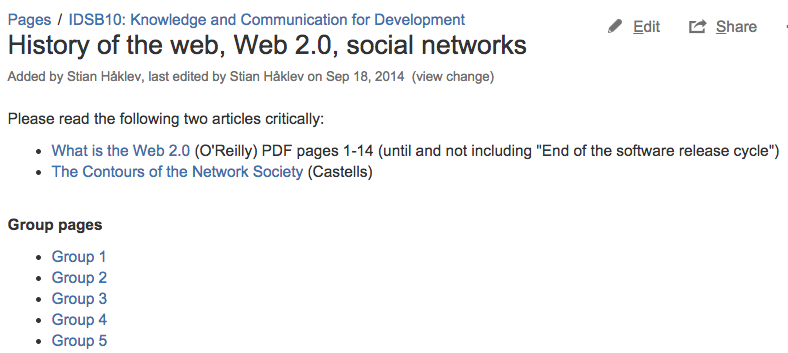 Pages / IDSB10: Knowledge and Communication for Development
Edit Share
History of the web, Web 2.0, social networks
Added by Stian Håklev, last edited by Stian Håklev on Sep 18, 2014 (view change)
Please read the following two articles critically:
• What is the Web 2.0 (O'Reilly) PDF pages 1-14 (until and not including "End of the software release cycle")
• The Contours of the Network Society (Castells)
Group pages
• Group 1
• Group 2
• Group 3
• Group 4
• Group 5